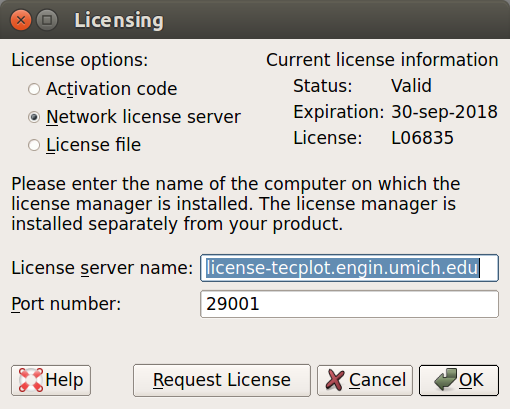 Licensing
License options:
Activation code
Network license server
License file
Current license information
Status: Valid
Expiration: 30-sep-2018
License: L06835
Please enter the name of the computer on which the
license manager is installed. The license manager is
installed separately from your product.
License server name: license-tecplot.engin.umich.edu
Port number: 29001
Help Request License Cancel OK